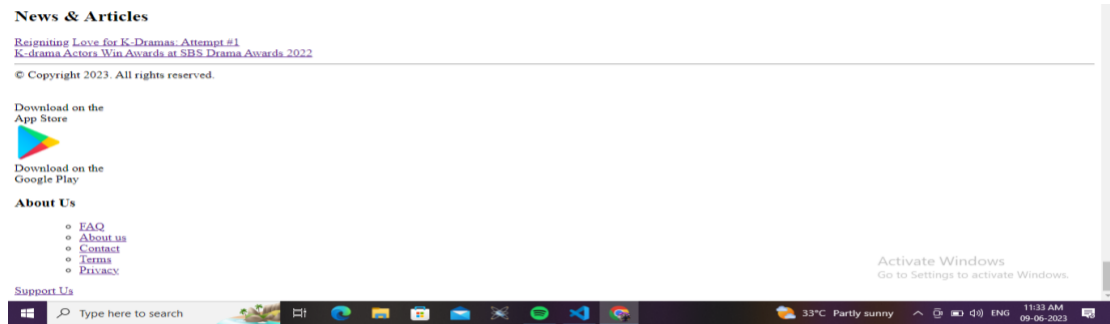 News & Articles
Reigniting Love for K-Dramas: Attempt #1
K-drama Actors Win Awards at SBS Drama Awards 2022
© Copyright 2023. All rights reserved.
Download on the
App Store
Download on the
Google Play
About Us
FAQ
About us
Contact
Terms
Privacy
Support Us
Activate Windows
Go to Settings to activate Windows.
Type here to search
33°C Partly sunny
ENG
11:33 AM
09-06-2023